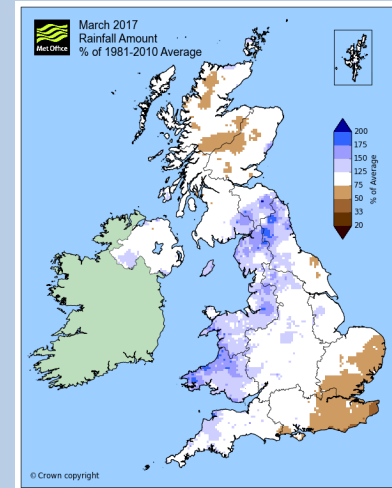 Met Office
March 2017
Rainfall Amount
% of 1981-2010 Average
200
150
125
75
50
33
20
% of Average
© Crown copyright